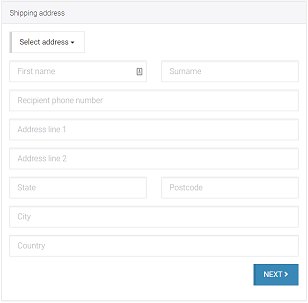 Shipping address
Select address
First name Surname
Recipient phone number
Address line 1
Address line 2
State Postcode
City
Country
NEXT